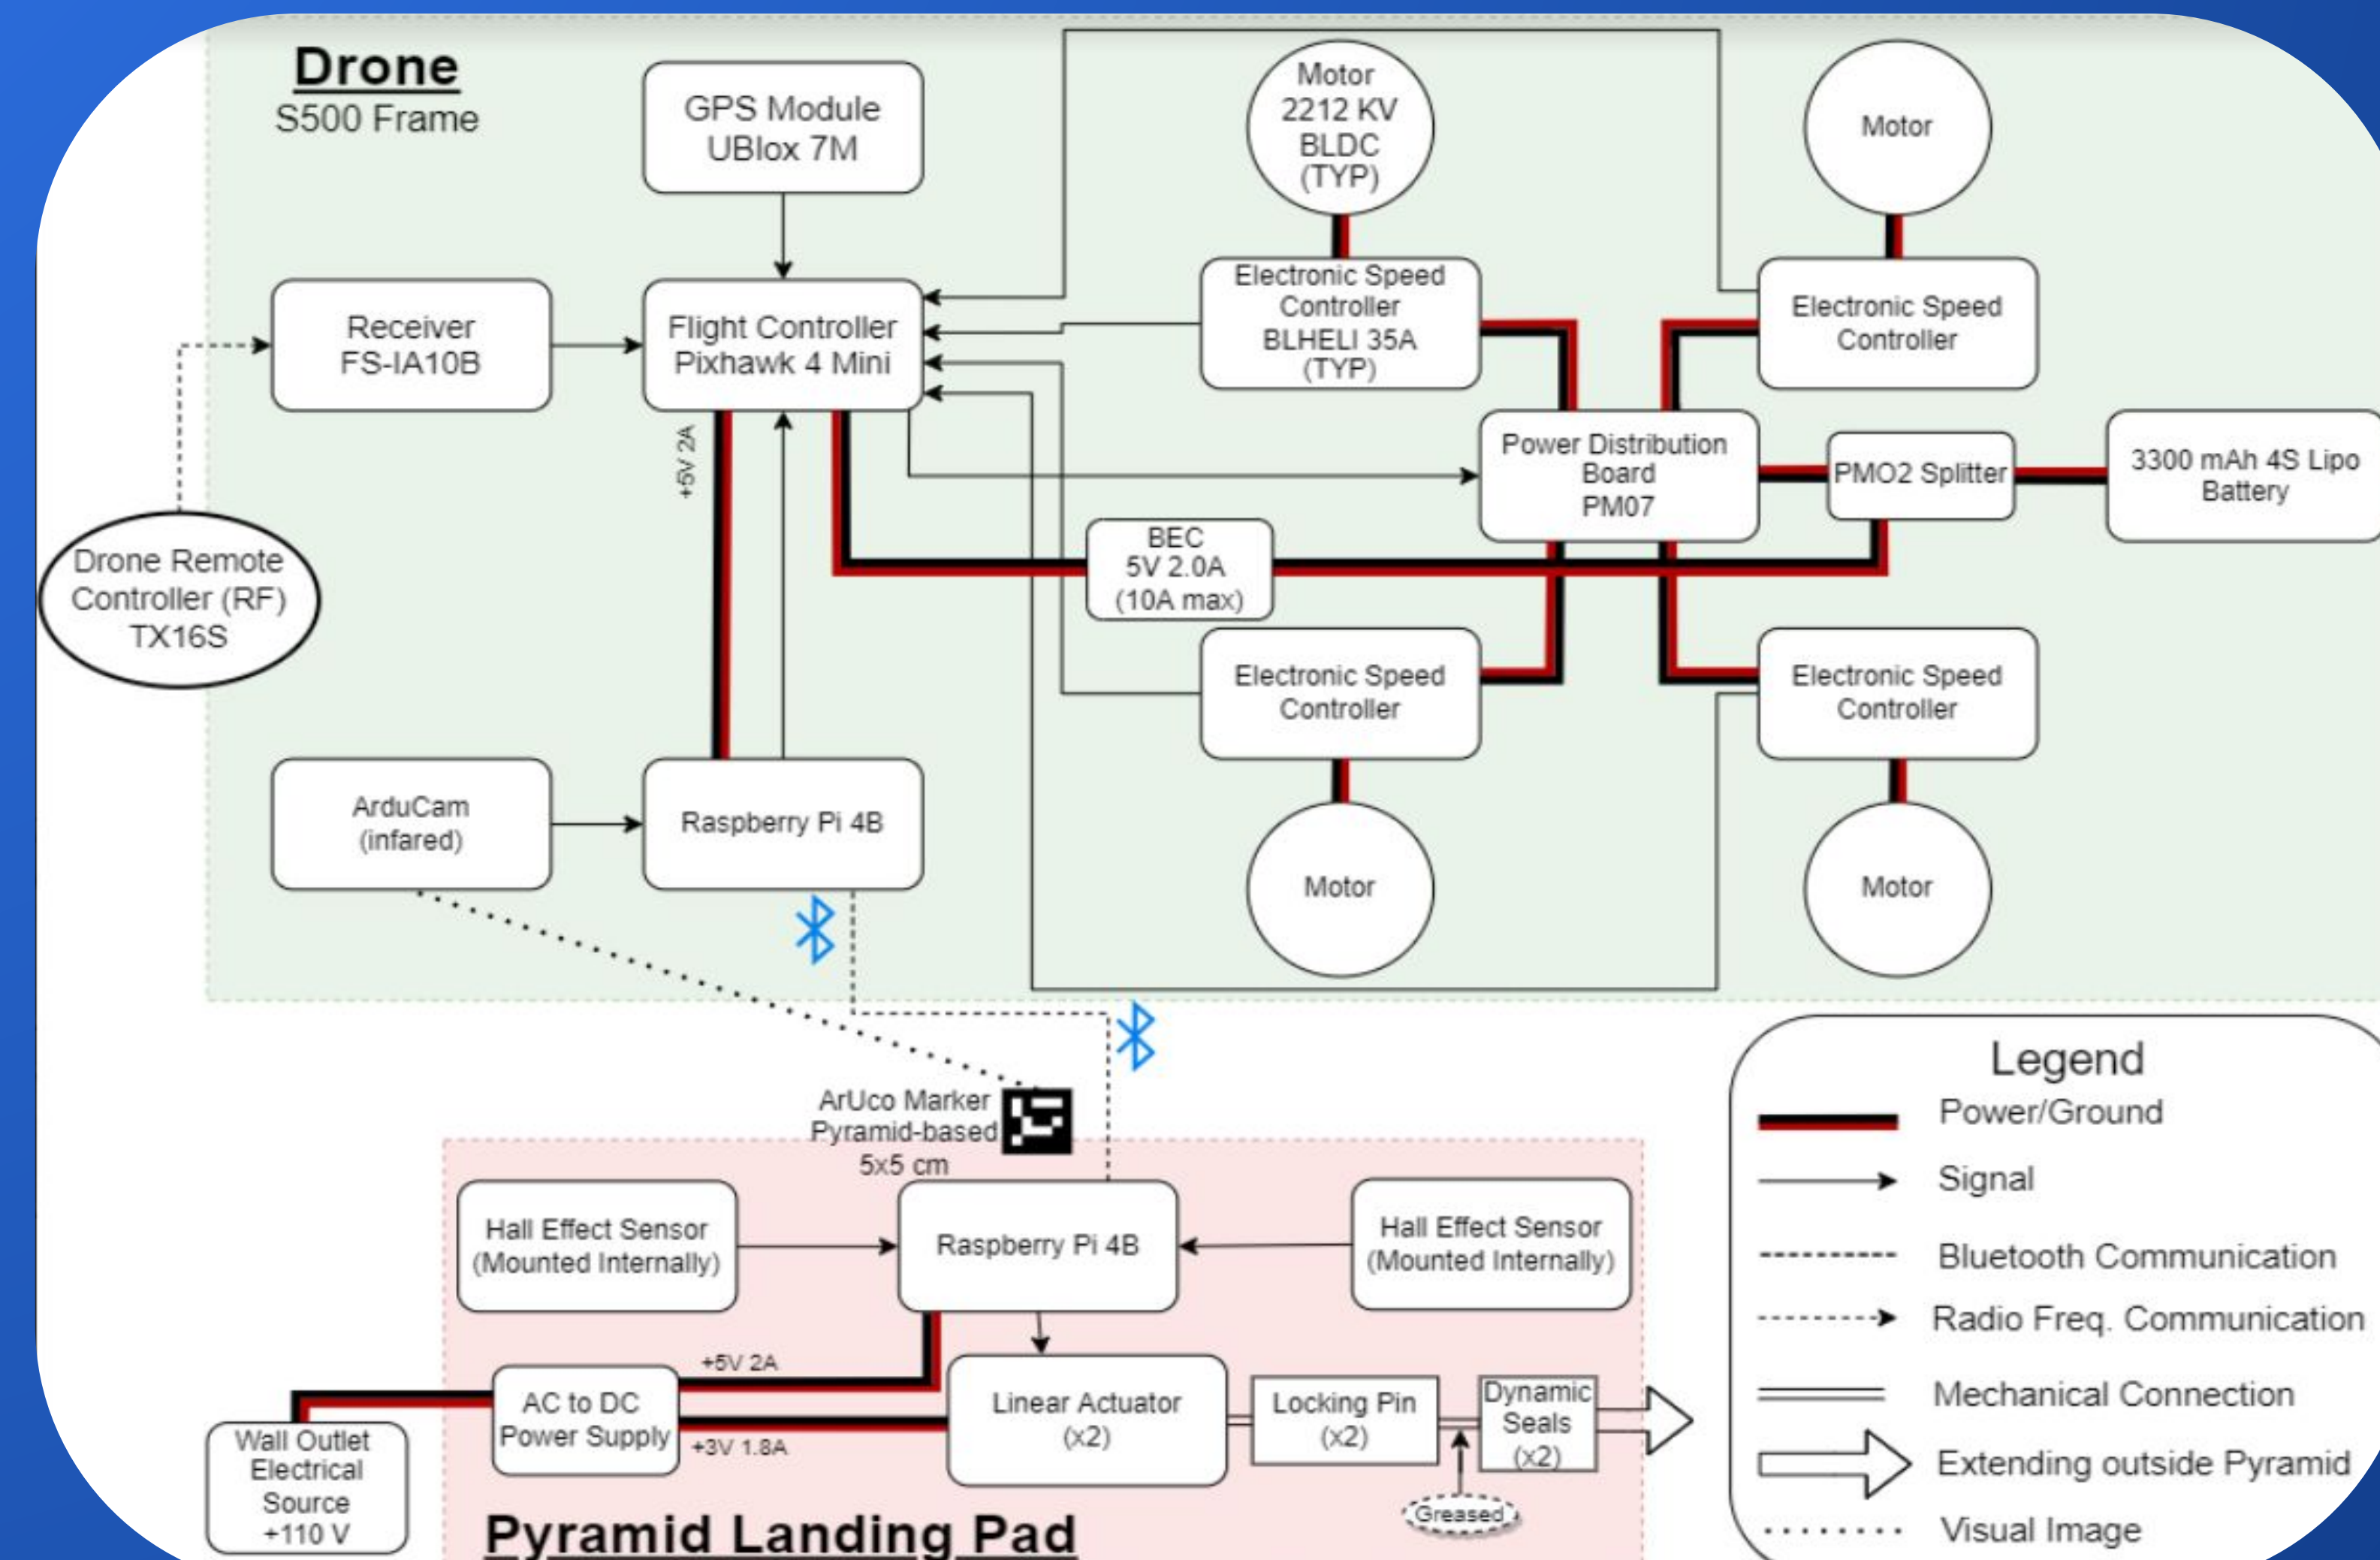 Drone
S500 Frame
GPS Module
UBlox 7M
Motor
2212 KV
BLDC
(TYP)
Motor
Receiver
FS-IA10B
Flight Controller
Pixhawk 4 Mini
Electronic Speed
Controller
BLHELI 35A
(TYP)
Electronic Speed
Controller
+5V 2A
Power Distribution
Board
PM07
PMO2 Splitter
3300 mAh 4S Lipo
Battery
Drone Remote
Controller (RF)
TX16S
BEC
5V 2.0A
(10A max)
Electronic Speed
Controller
Electronic Speed
Controller
ArduCam
(infared)
Raspberry Pi 4B
Motor
Motor
ArUco Marker
Pyramid-based
5x5 cm
Hall Effect Sensor
(Mounted Internally)
Raspberry Pi 4B
Hall Effect Sensor
(Mounted Internally)
+5V 2A
AC to DC
Power Supply
+3V 1.8A
Linear Actuator
(x2)
Locking Pin
(x2)
Dynamic
Seals
(x2)
Greased
Wall Outlet
Electrical
Source
+110 V
Pyramid Landing Pad
Legend
Power/Ground
Signal
Bluetooth Communication
Radio Freq. Communication
Mechanical Connection
Extending outside Pyramid
Visual Image